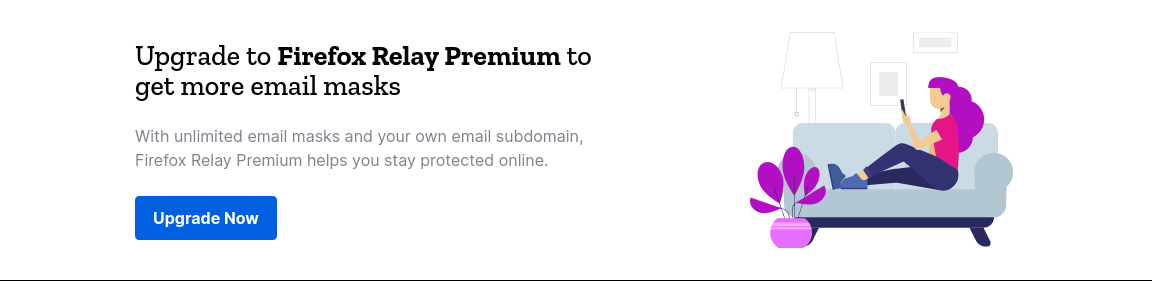 Upgrade to Firefox Relay Premium to
get more email masks
With unlimited email masks and your own email subdomain,
Firefox Relay Premium helps you stay protected online.
Upgrade Now